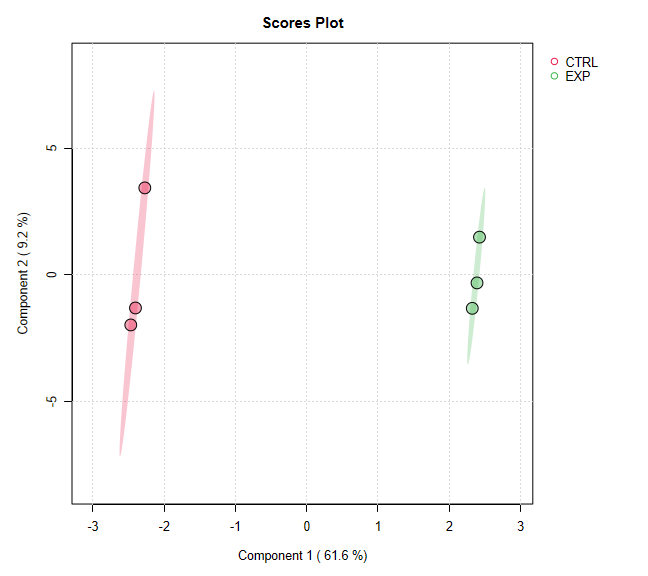 Scores Plot
CTRL
EXP
5
0
-5
Component 2 ( 9.2 %)
-3 -2 -1 0 1 2 3
Component 1 ( 61.6 %)